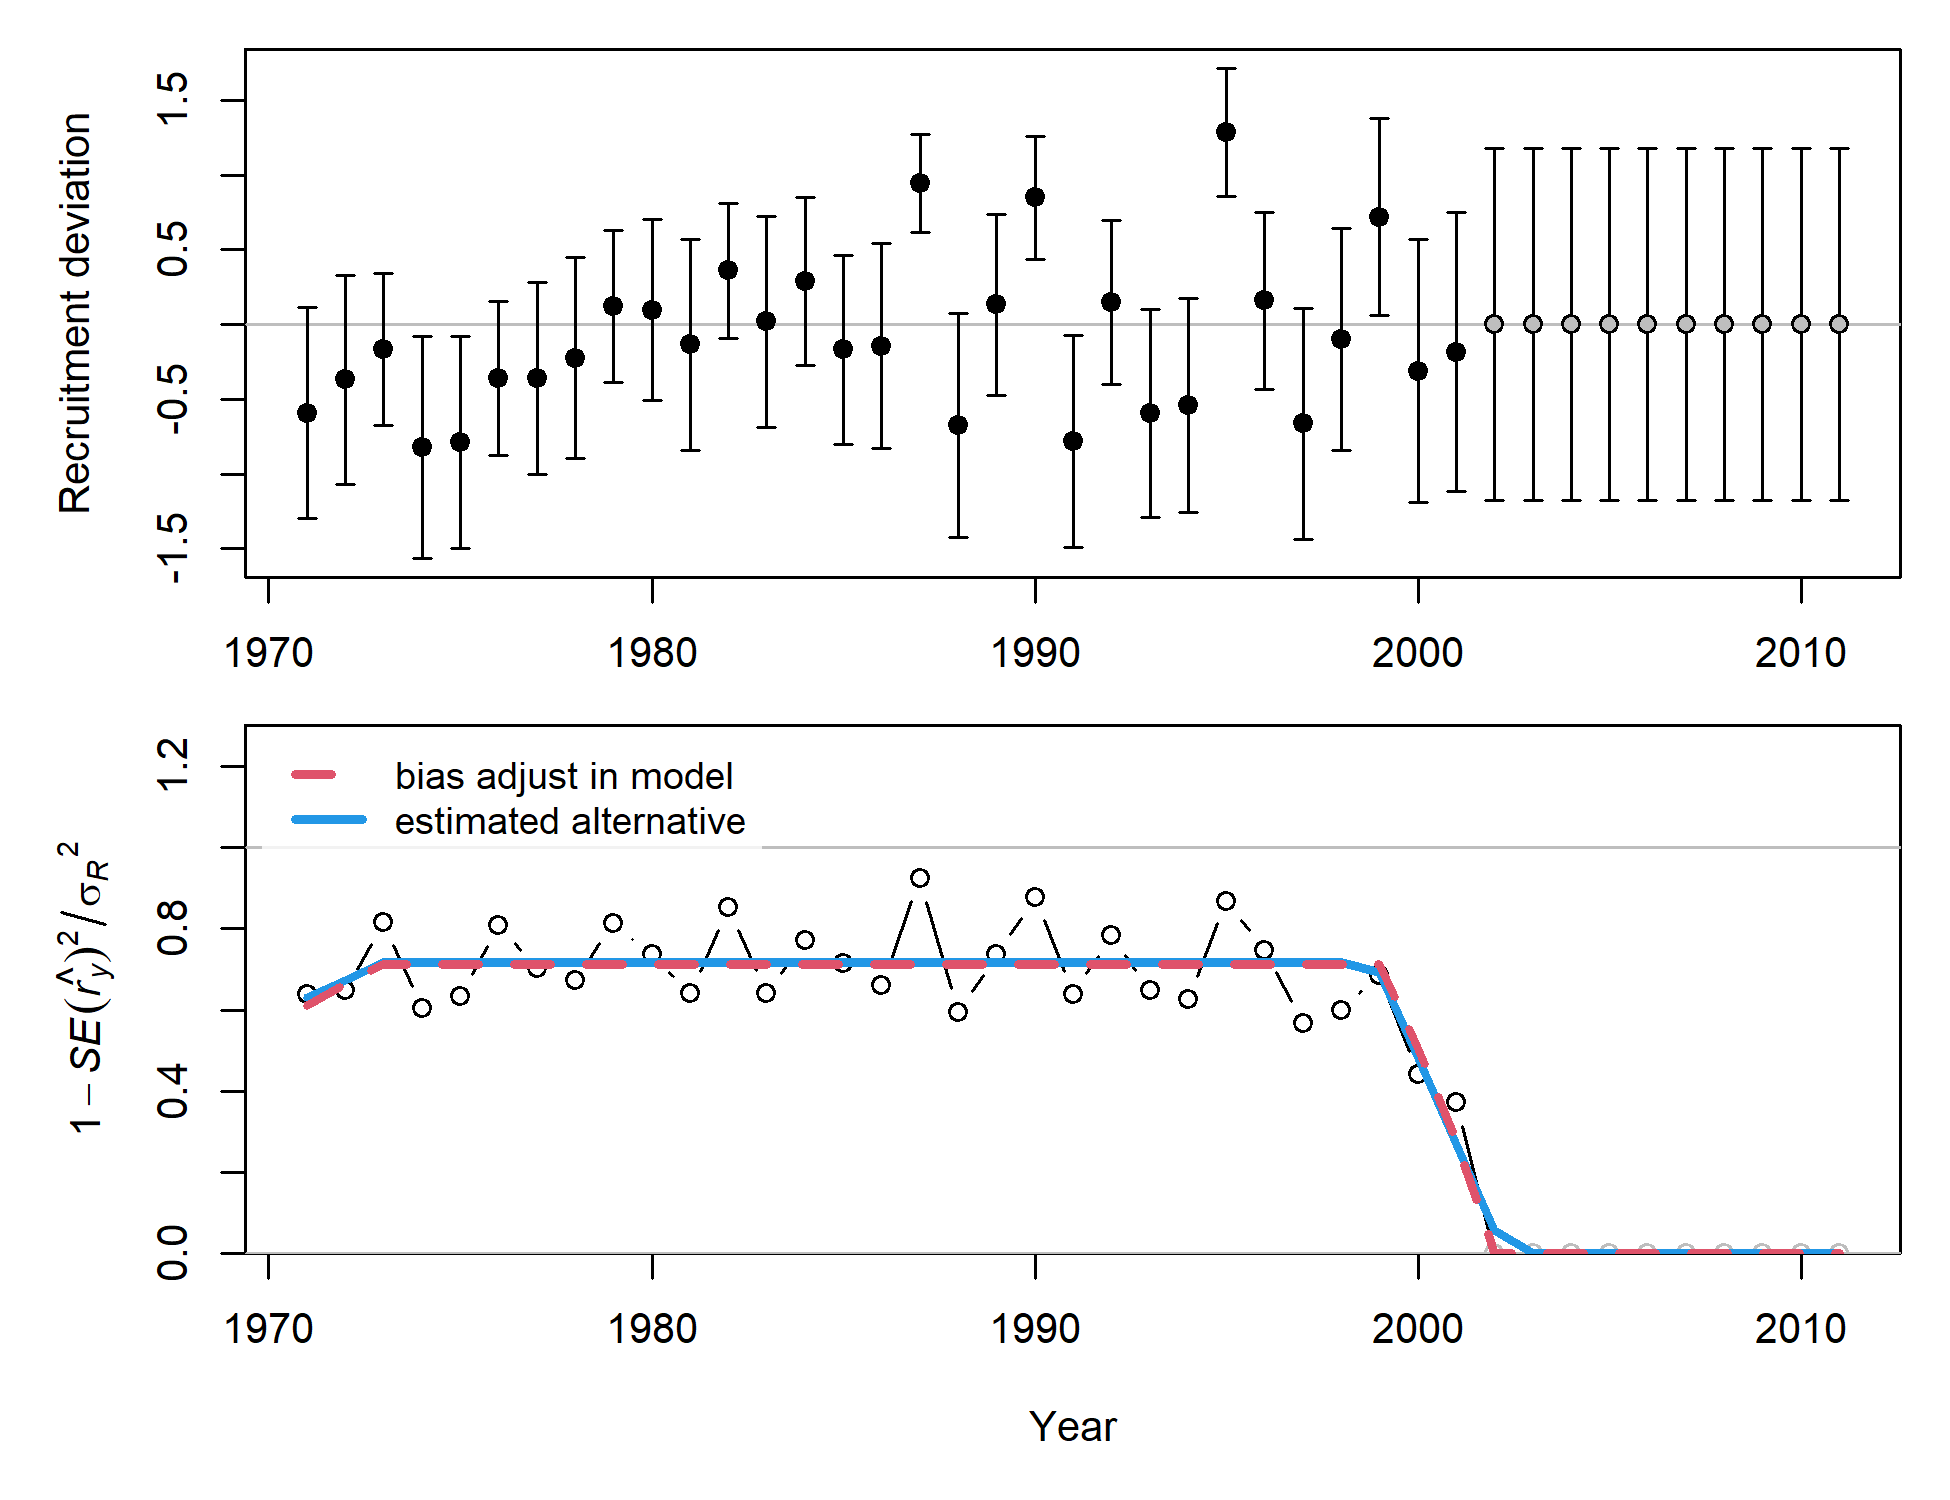 Recruitment deviation
1.5
0.5
-0.5
-1.5
1970 1980 1990 2000 2010
bias adjust in model
estimated alternative
1 − SE(r̂y)² / σR²
1.2
0.8
0.4
0.0
1970 1980 1990 2000 2010
Year